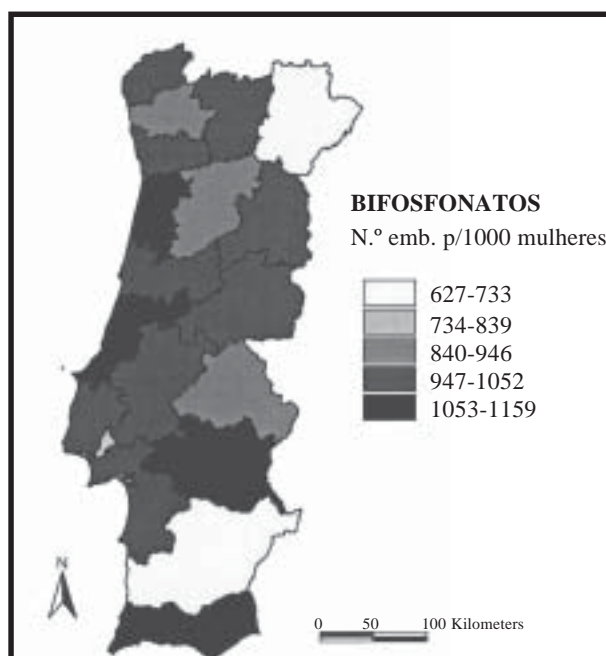 BIFOSFONATOS
N.º emb. p/1000 mulheres
627-733
734-839
840-946
947-1052
1053-1159
N
0 50 100 Kilometers